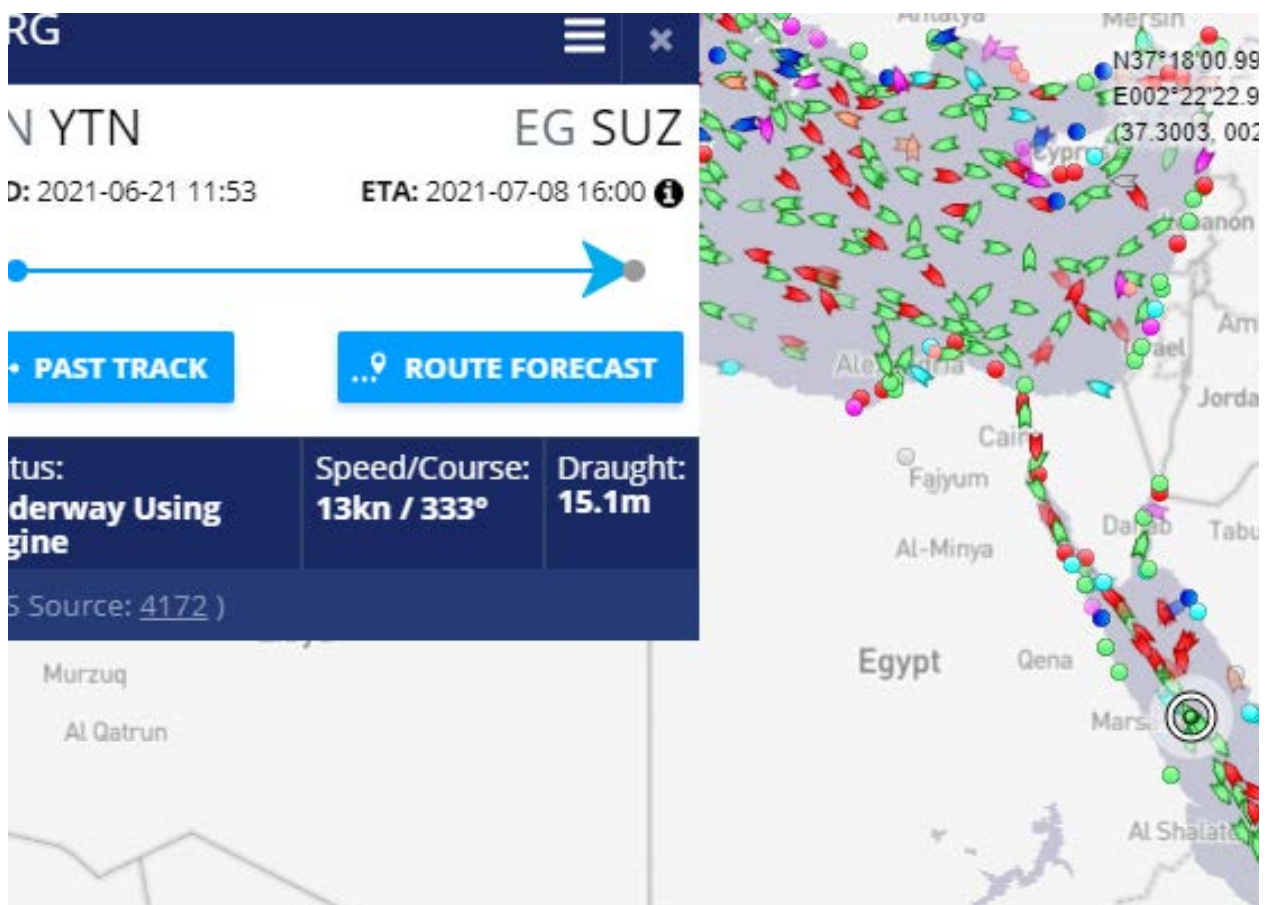 RG
N YTN
EG SUZ
D: 2021-06-21 11:53
ETA: 2021-07-08 16:00
PAST TRACK
ROUTE FORECAST
tus:
derway Using
gine
Speed/Course:
13kn / 333°
Draught:
15.1m
S Source: 4172 )
Murzuq
Al Qatrun
Antalya
Mersin
N37°18'00.99
E002°22'22.9
(37.3003, 002
Cypru
Lebanon
Am
Israel
Jorda
Alexandria
Cairo
Fajyum
Dahab
Tabu
Al-Minya
Egypt
Qena
Marsa
Al Shalate